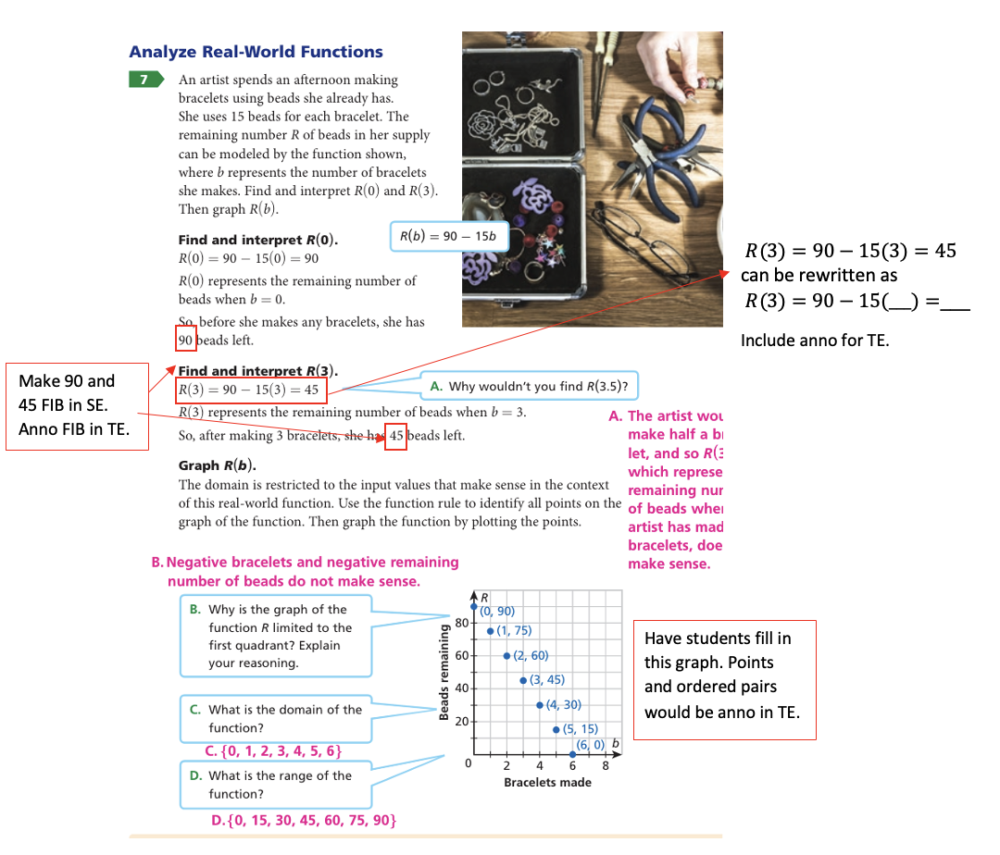 Analyze Real-World Functions
7
An artist spends an afternoon making
bracelets using beads she already has.
She uses 15 beads for each bracelet. The
remaining number R of beads in her supply
can be modeled by the function shown,
where b represents the number of bracelets
she makes. Find and interpret R(0) and R(3).
Then graph R(b).
R(b) = 90 − 15b
Find and interpret R(0).
R(0) = 90 − 15(0) = 90
R(0) represents the remaining number of
beads when b = 0.
So, before she makes any bracelets, she has
90 beads left.
R(3) = 90 − 15(3) = 45
can be rewritten as
R(3) = 90 − 15(__) =___
Include anno for TE.
Make 90 and
45 FIB in SE.
Anno FIB in TE.
Find and interpret R(3).
R(3) = 90 − 15(3) = 45
A. Why wouldn't you find R(3.5)?
R(3) represents the remaining number of beads when b = 3.
So, after making 3 bracelets, she has 45 beads left.
A. The artist
make half a
let, and so
which
remaining
of beads
artist has
bracelets,
make sense.
Graph R(b).
The domain is restricted to the input values that make sense in the context
of this real-world function. Use the function rule to identify all points on the
graph of the function. Then graph the function by plotting the points.
B. Negative bracelets and negative remaining
number of beads do not make sense.
B. Why is the graph of the
function R limited to the
first quadrant? Explain
your reasoning.
C. What is the domain of the
function?
C. {0, 1, 2, 3, 4, 5, 6}
D. What is the range of the
function?
D. {0, 15, 30, 45, 60, 75, 90}
R
(0, 90)
80
(1, 75)
60
(2, 60)
(3, 45)
40
(4, 30)
20
(5, 15)
(6, 0) b
0 2 4 6 8
Beads remaining
Bracelets made
Have students fill in
this graph. Points
and ordered pairs
would be anno in TE.